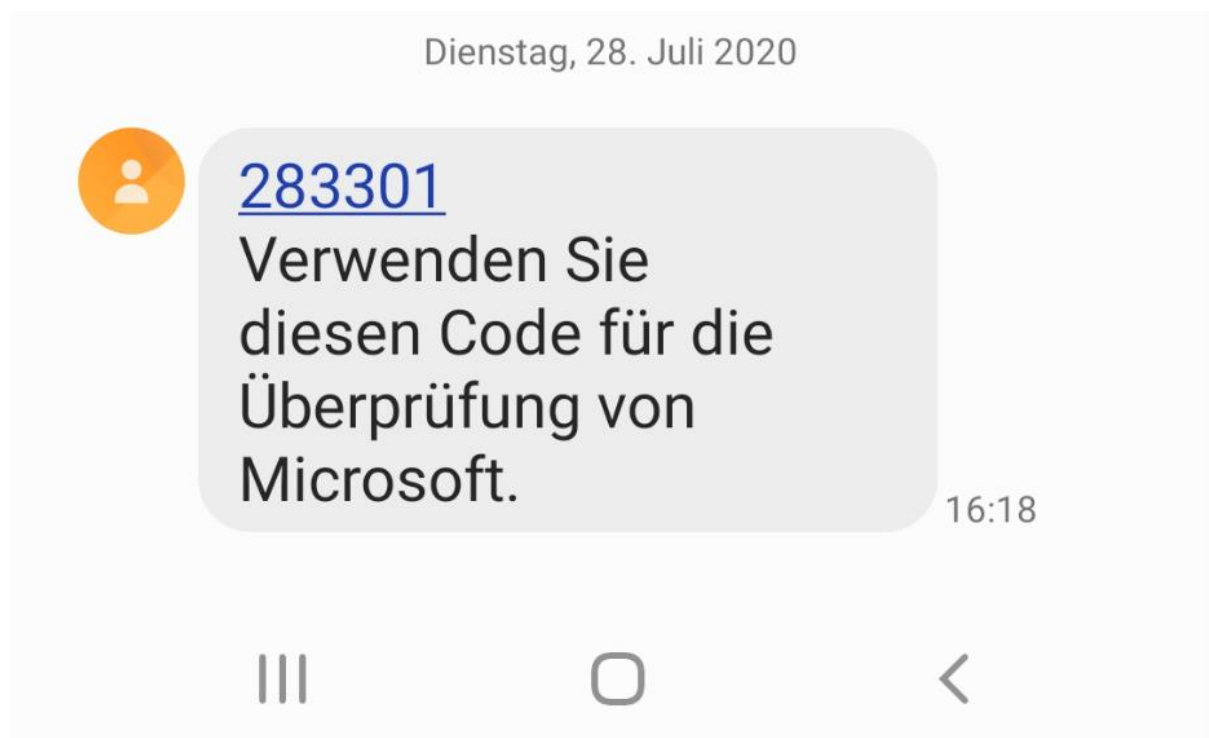 Dienstag, 28. Juli 2020
283301
Verwenden Sie
diesen Code für die
Überprüfung von
Microsoft.
16:18